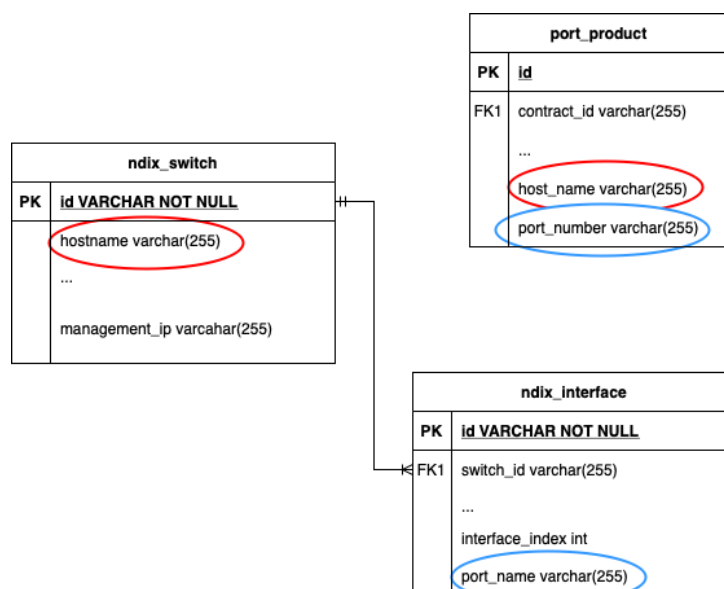 port_product
PK id
FK1 contract_id varchar(255)
...
host_name varchar(255)
port_number varchar(255)
ndix_switch
PK id VARCHAR NOT NULL
hostname varchar(255)
...
management_ip varcahar(255)
ndix_interface
PK id VARCHAR NOT NULL
FK1 switch_id varchar(255)
...
interface_index int
port_name varchar(255)